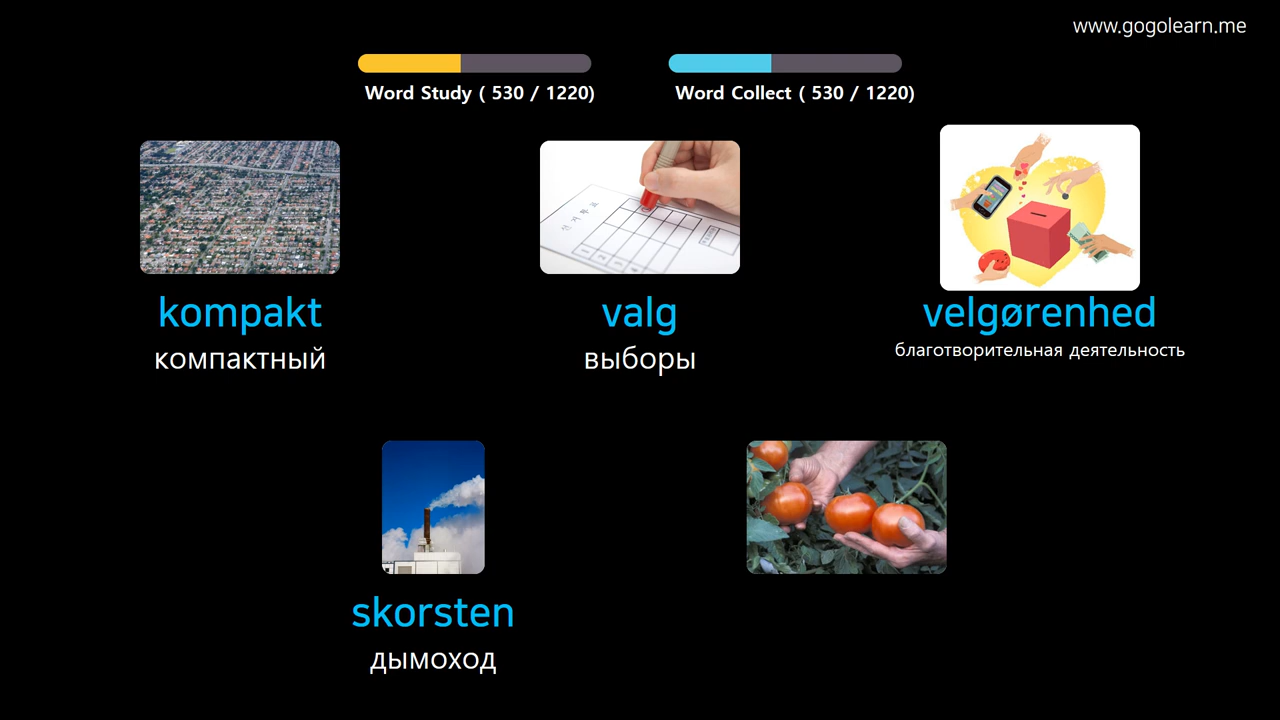 www.gogolearn.me
Word Study ( 530 / 1220)
Word Collect ( 530 / 1220)
kompakt
компактный
valg
выборы
velgørenhed
благотворительная деятельность
skorsten
дымоход